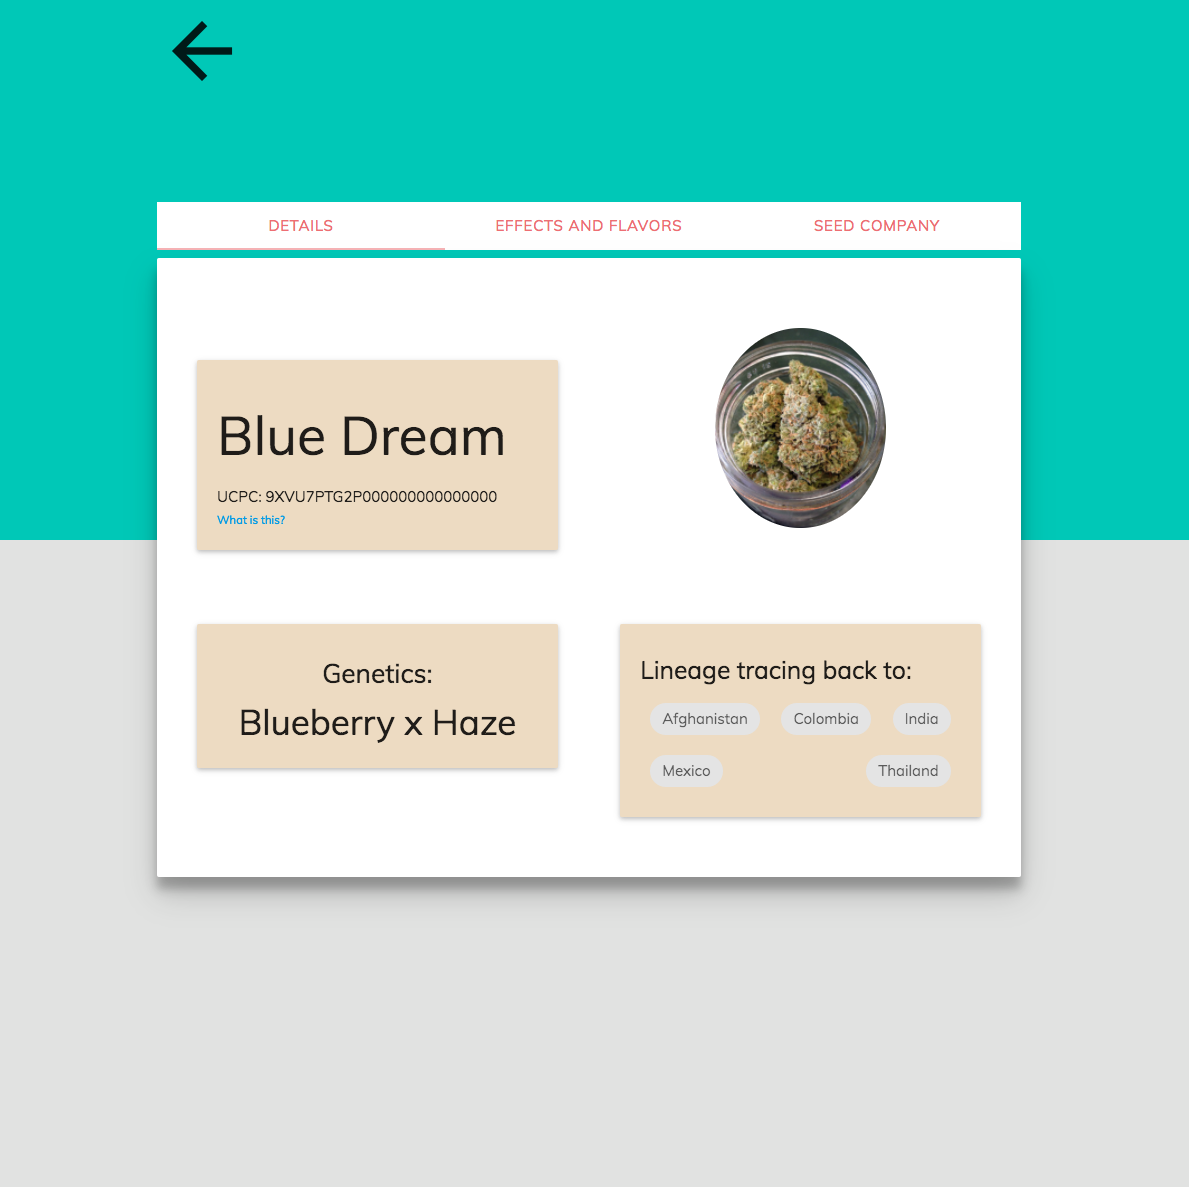 DETAILS
EFFECTS AND FLAVORS
SEED COMPANY
Blue Dream
UCPC: 9XVU7PTG2P000000000000000
What is this?
Genetics:
Blueberry x Haze
Lineage tracing back to:
Afghanistan Colombia India
Mexico Thailand